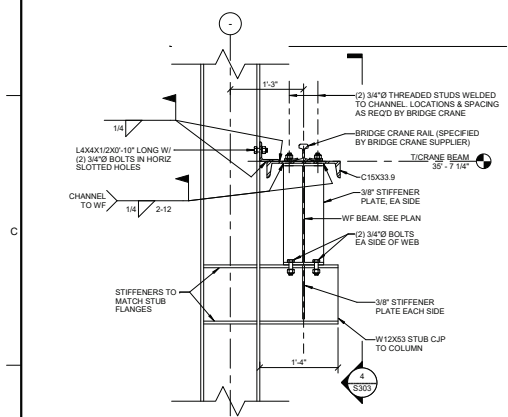 -
1'-3"
(2) 3/4"Ø THREADED STUDS WELDED
TO CHANNEL. LOCATIONS & SPACING
AS REQ'D BY BRIDGE CRANE
1/4
BRIDGE CRANE RAIL (SPECIFIED
BY BRIDGE CRANE SUPPLIER)
L4X4X1/2X0'-10" LONG W/
(2) 3/4"Ø BOLTS IN HORIZ
SLOTTED HOLES
T/CRANE BEAM
35' - 7 1/4"
C15X33.9
CHANNEL
TO WF
1/4
2-12
3/8" STIFFENER
PLATE, EA SIDE
WF BEAM. SEE PLAN
C
(2) 3/4"Ø BOLTS
EA SIDE OF WEB
STIFFENERS TO
MATCH STUB
FLANGES
3/8" STIFFENER
PLATE EACH SIDE
W12X53 STUB CJP
TO COLUMN
1'-4"
4
S303